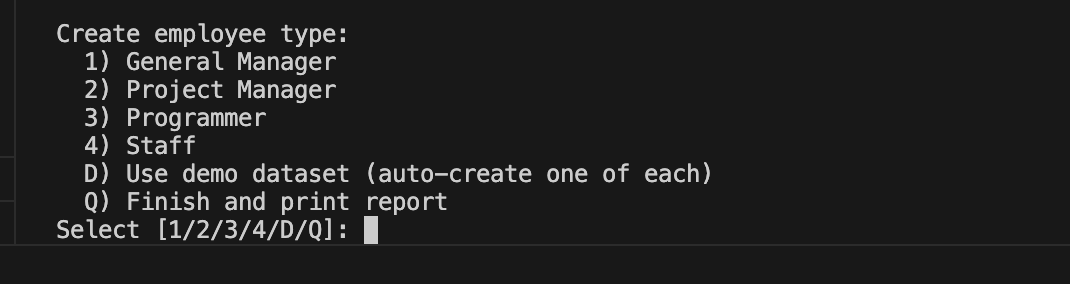 Create employee type:
1) General Manager
2) Project Manager
3) Programmer
4) Staff
D) Use demo dataset (auto-create one of each)
Q) Finish and print report
Select [1/2/3/4/D/Q]: